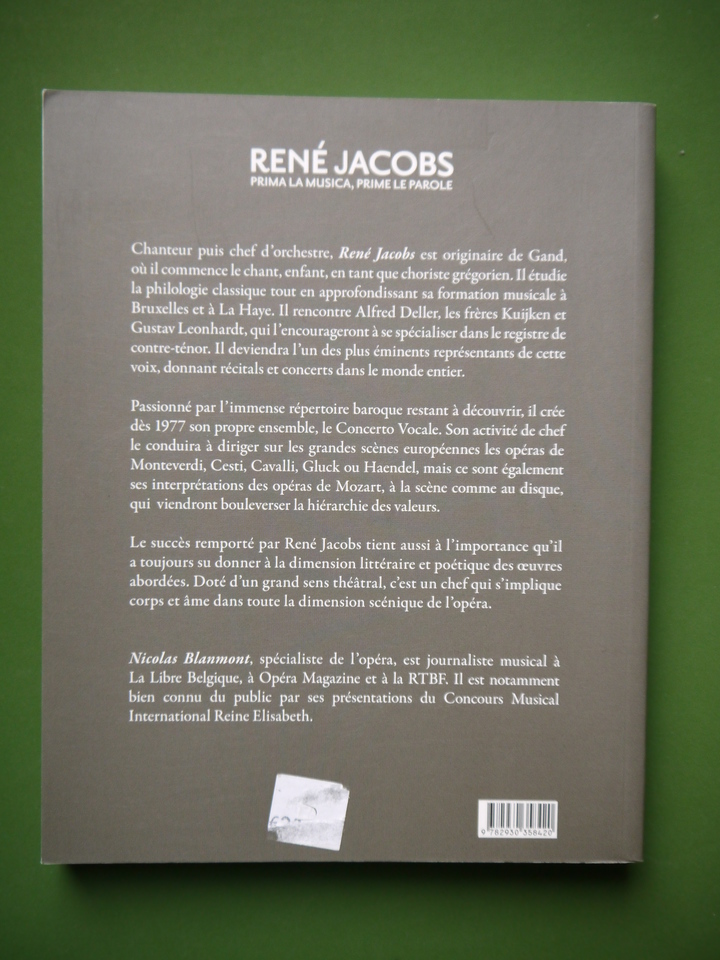 RENÉ JACOBS
PRIMA LA MUSICA, PRIME LE PAROLE
Chanteur puis chef d'orchestre, René Jacobs est originaire de Gand,
où il commence le chant, enfant, en tant que choriste grégorien. Il étudie
la philologie classique tout en approfondissant sa formation musicale à
Bruxelles et à La Haye. Il rencontre Alfred Deller, les frères Kuijken et
Gustav Leonhardt, qui l'encourageront à se spécialiser dans le registre de
contre-ténor. Il deviendra l'un des plus éminents représentants de cette
voix, donnant récitals et concerts dans le monde entier.
Passionné par l'immense répertoire baroque restant à découvrir, il crée
dès 1977 son propre ensemble, le Concerto Vocale. Son activité de chef
le conduira à diriger sur les grandes scènes européennes les opéras de
Monteverdi, Cesti, Cavalli, Gluck ou Haendel, mais ce sont également
ses interprétations des opéras de Mozart, à la scène comme au disque,
qui viendront bouleverser la hiérarchie des valeurs.
Le succès remporté par René Jacobs tient aussi à l'importance qu'il
a toujours su donner à la dimension littéraire et poétique des œuvres
abordées. Doté d'un grand sens théâtral, c'est un chef qui s'implique
corps et âme dans toute la dimension scénique de l'opéra.
Nicolas Blanmont, spécialiste de l'opéra, est journaliste musical à
La Libre Belgique, à Opéra Magazine et à la RTBF. Il est notamment
bien connu du public par ses présentations du Concours Musical
International Reine Elisabeth.
9 782930 358420